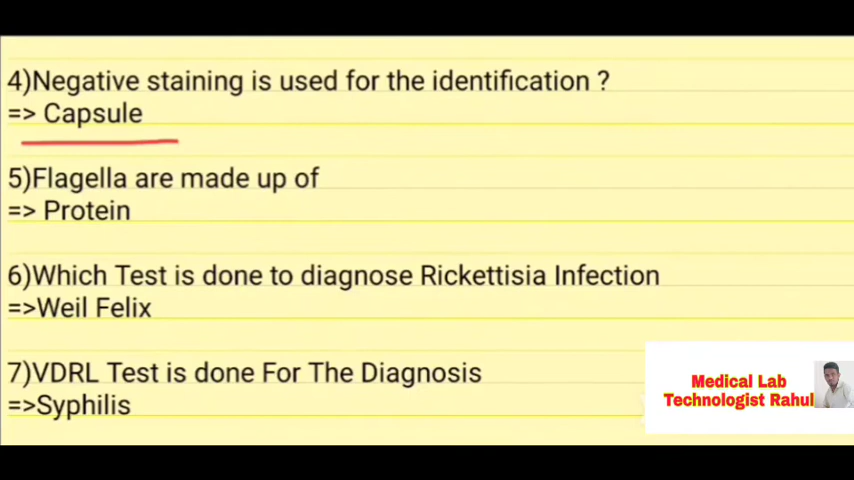 4)Negative staining is used for the identification ?
=> Capsule
5)Flagella are made up of
=> Protein
6)Which Test is done to diagnose Rickettisia Infection
=>Weil Felix
7)VDRL Test is done For The Diagnosis
=>Syphilis
Medical Lab
Technologist Rahul